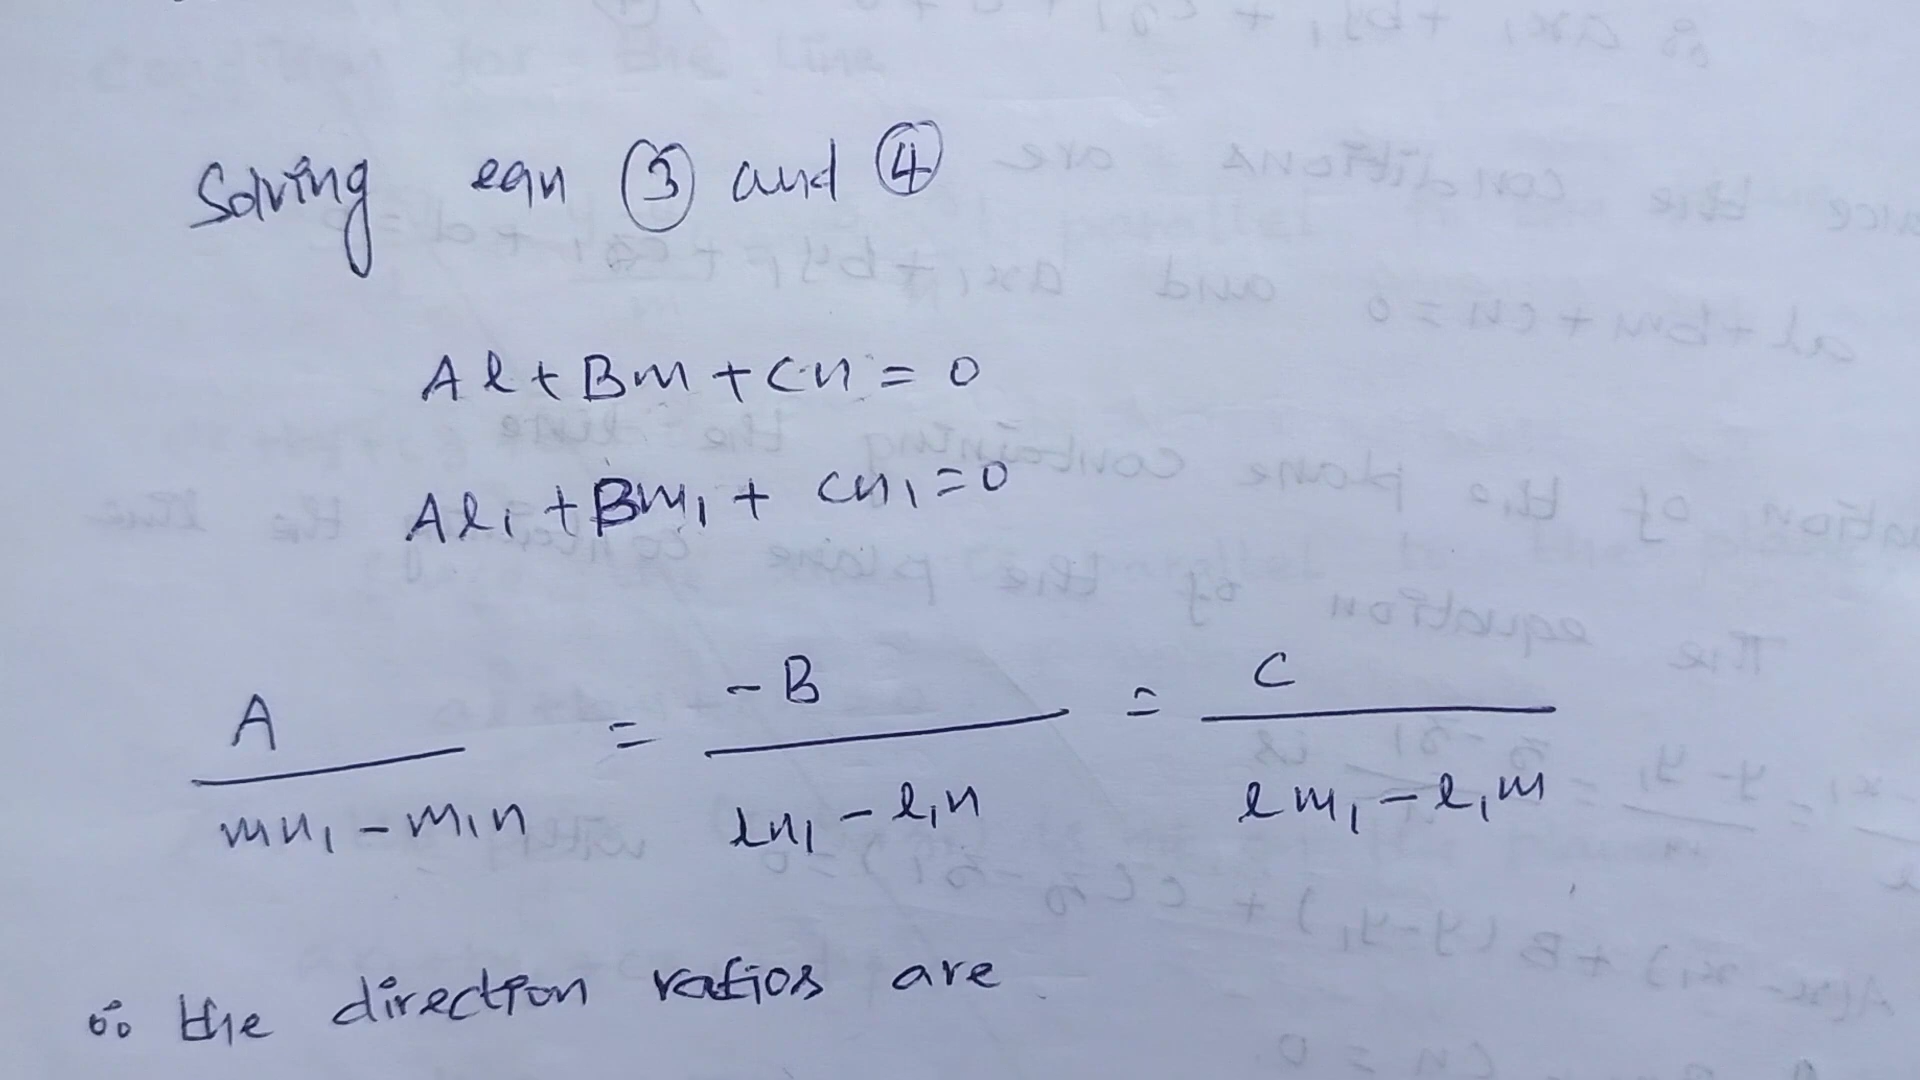 Solving eqn ③ and ④
Al + Bm + Cn = 0
Al₁ + Bm₁ + Cn₁ = 0
A = -B = C
mn₁ - m₁n ln₁ - l₁n lm₁ - l₁m
∴ the direction ratios are